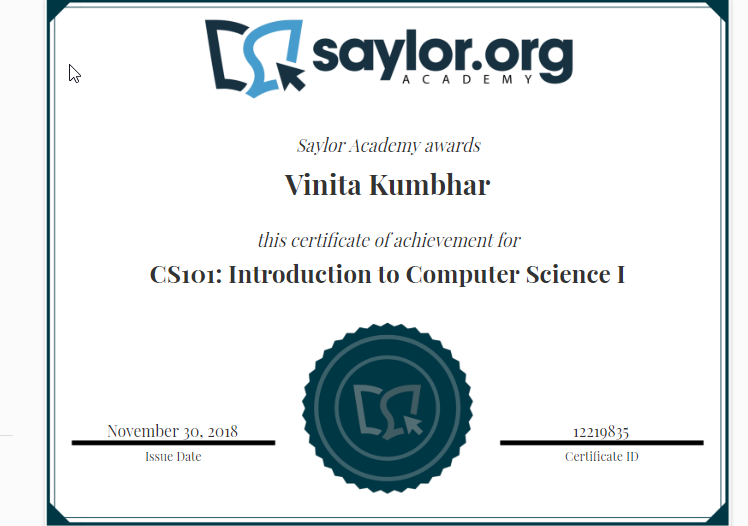 saylor.org
ACADEMY
Saylor Academy awards
Vinita Kumbhar
this certificate of achievement for
CS101: Introduction to Computer Science I
November 30, 2018
Issue Date
12219835
Certificate ID